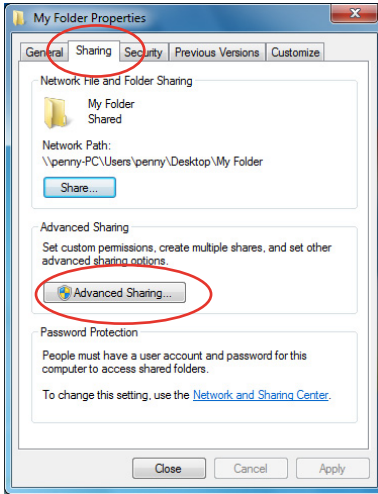 My Folder Properties
General Sharing Security Previous Versions Customize
Network File and Folder Sharing
My Folder
Shared
Network Path:
\\penny-PC\Users\penny\Desktop\My Folder
Share...
Advanced Sharing
Set custom permissions, create multiple shares, and set other
advanced sharing options.
Advanced Sharing...
Password Protection
People must have a user account and password for this
computer to access shared folders.
To change this setting, use the Network and Sharing Center.
Close Cancel Apply